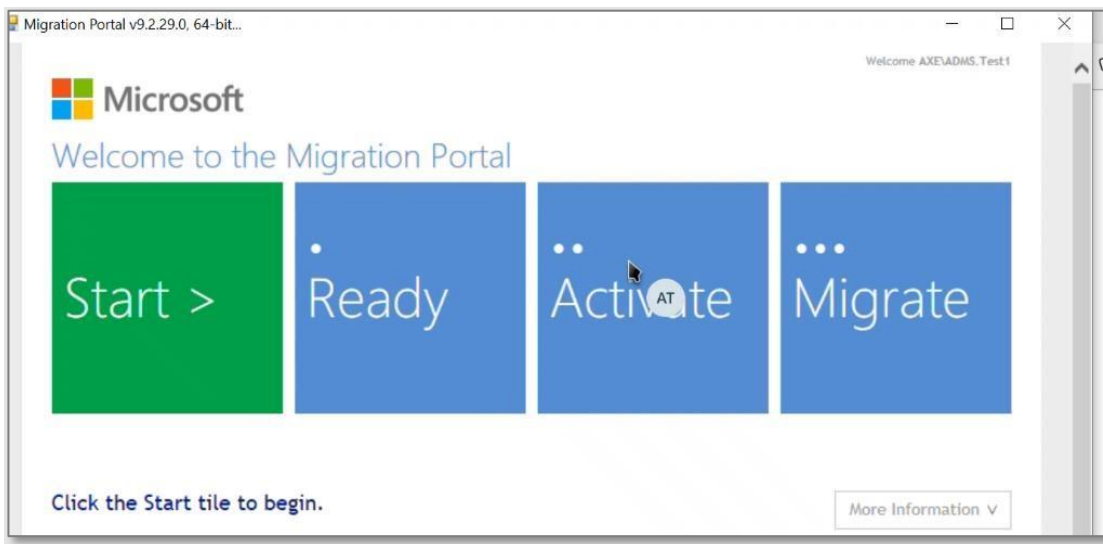 Migration Portal v9.2.29.0, 64-bit...
Welcome AXE\ADMS.Test1
Microsoft
Welcome to the Migration Portal
Start >
Ready
Activate
AT
Migrate
Click the Start tile to begin.
More Information v